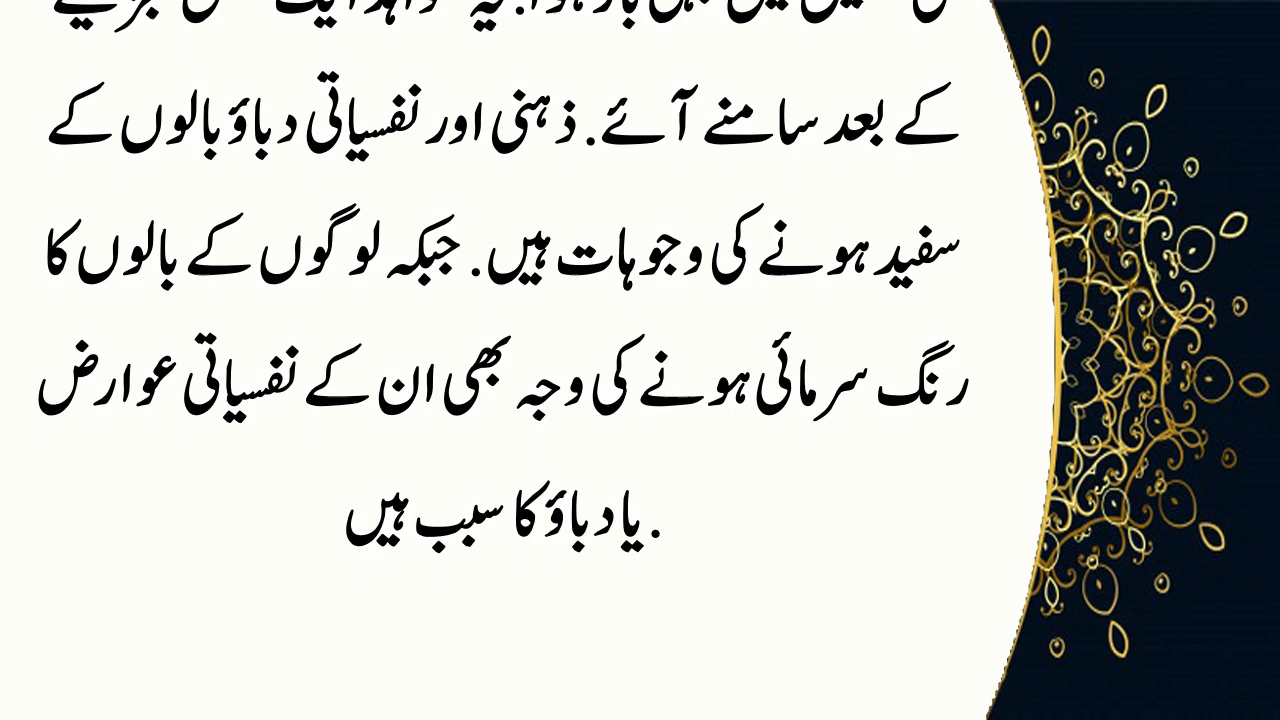 کے بعد سامنے آئے. ذہنی اور نفسیاتی دباؤ بالوں کے
سفید ہونے کی وجوہات ہیں. جبکہ لوگوں کے بالوں کا
رنگ سرمائی ہونے کی وجہ بھی ان کے نفسیاتی عوارض
.یا دباؤ کا سبب ہیں